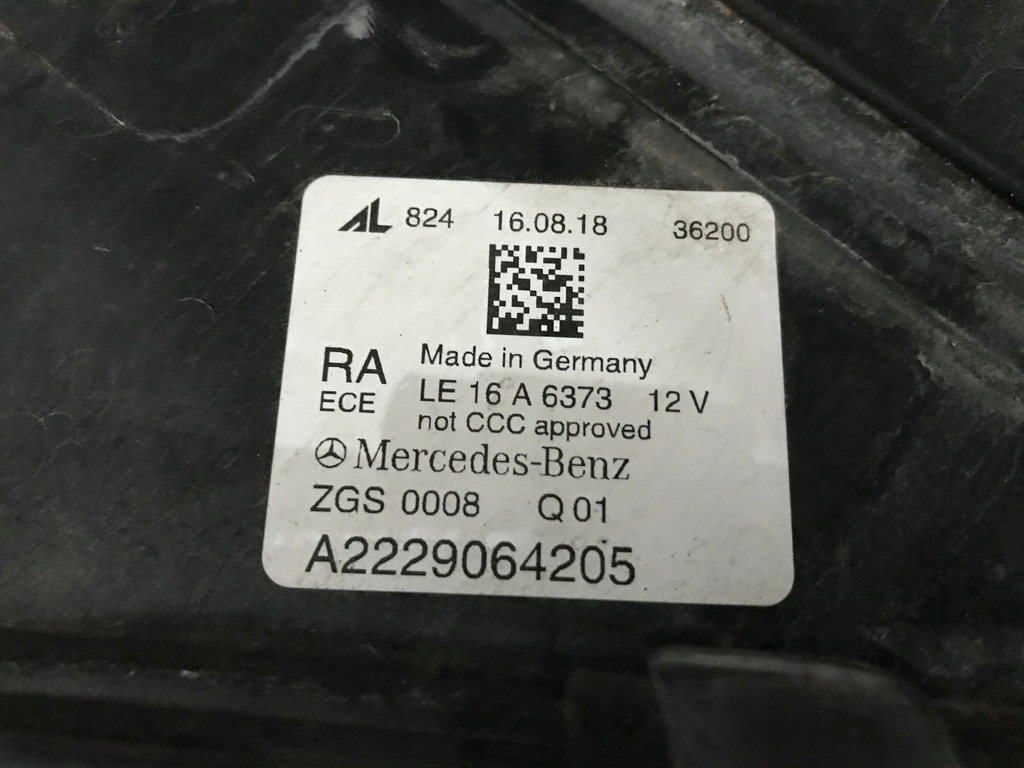 AL 824 16.08.18 36200
RA Made in Germany
ECE LE 16 A 6373 12 V
not CCC approved
Mercedes-Benz
ZGS 0008 Q 01
A2229064205